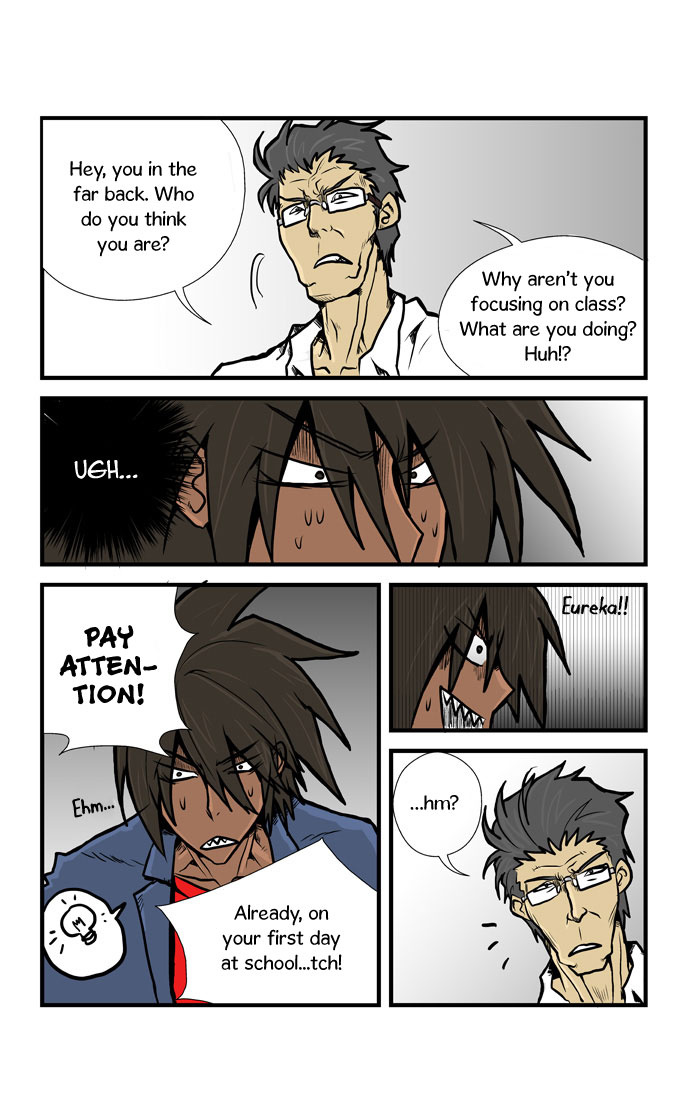 Hey, you in the
far back. Who
do you think
you are?
Why aren't you
focusing on class?
What are you doing?
Huh!?
UGH...
PAY
ATTEN-
TION!
Ehm...
Already, on
your first day
at school...tch!
Eureka!!
...hm?